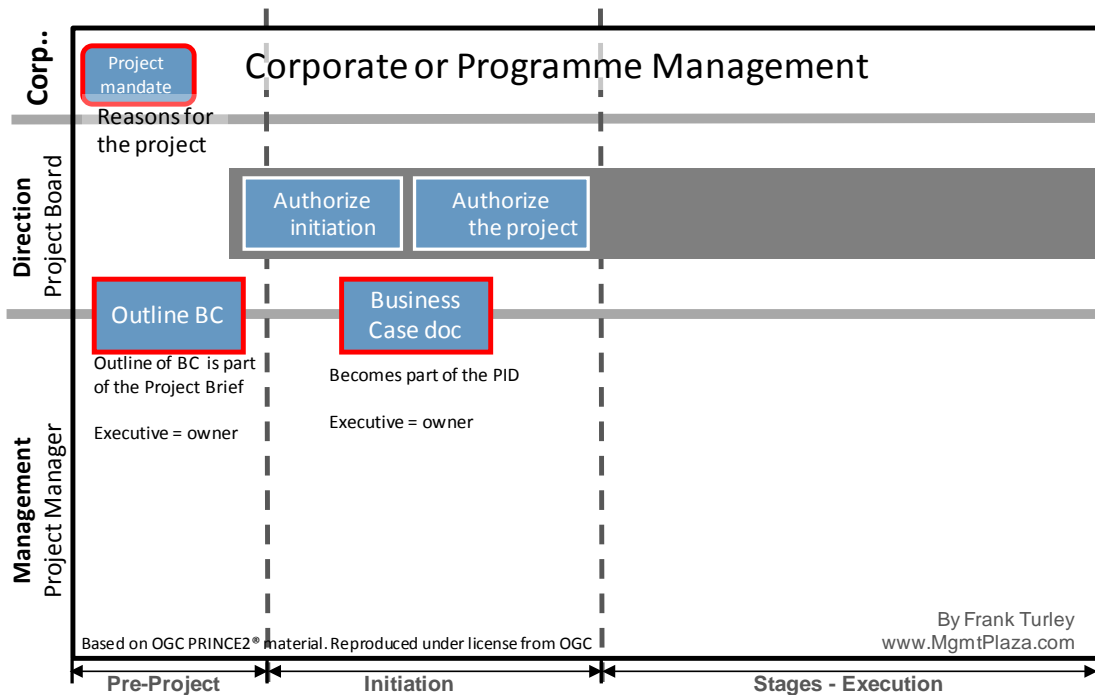 Corp..
Project
mandate
Corporate or Programme Management
Reasons for
the project
Direction
Project Board
Authorize
initiation
Authorize
the project
Outline BC
Business
Case doc
Outline of BC is part
of the Project Brief
Executive = owner
Becomes part of the PID
Executive = owner
Management
Project Manager
By Frank Turley
www.MgmtPlaza.com
Based on OGC PRINCE2® material. Reproduced under license from OGC
Pre-Project
Initiation
Stages - Execution